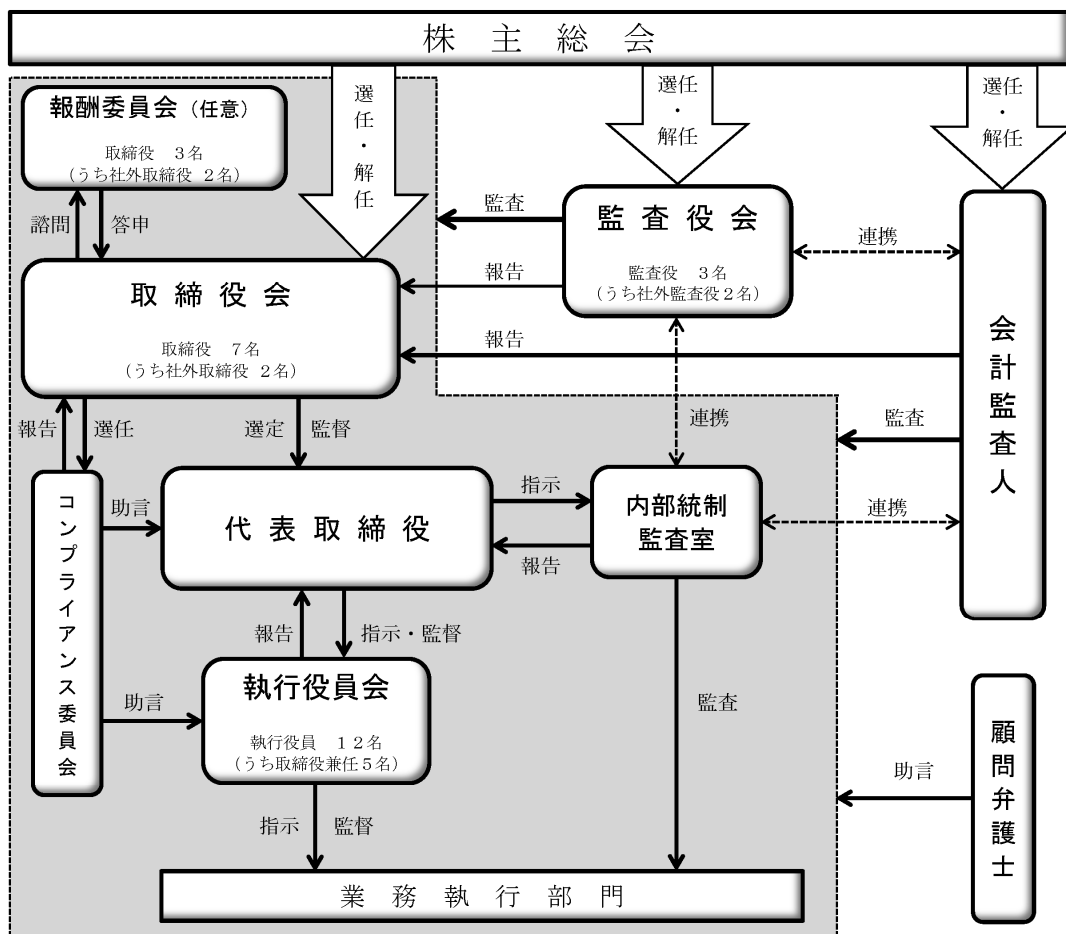 株主総会
選任・解任
選任・解任
選任・解任
報酬委員会（任意）
取締役　３名
（うち社外取締役 ２名）
諮問
答申
監査
監査役会
監査役　３名
（うち社外監査役２名）
連携
報告
取締役会
取締役　７名
（うち社外取締役 ２名）
報告
会計監査人
報告
選任
選定
監督
連携
監査
コンプライアンス委員会
助言
代表取締役
指示
報告
内部統制
監査室
連携
報告
指示・監督
助言
執行役員会
執行役員　１２名
（うち取締役兼任５名）
監査
顧問弁護士
助言
指示
監督
業務執行部門